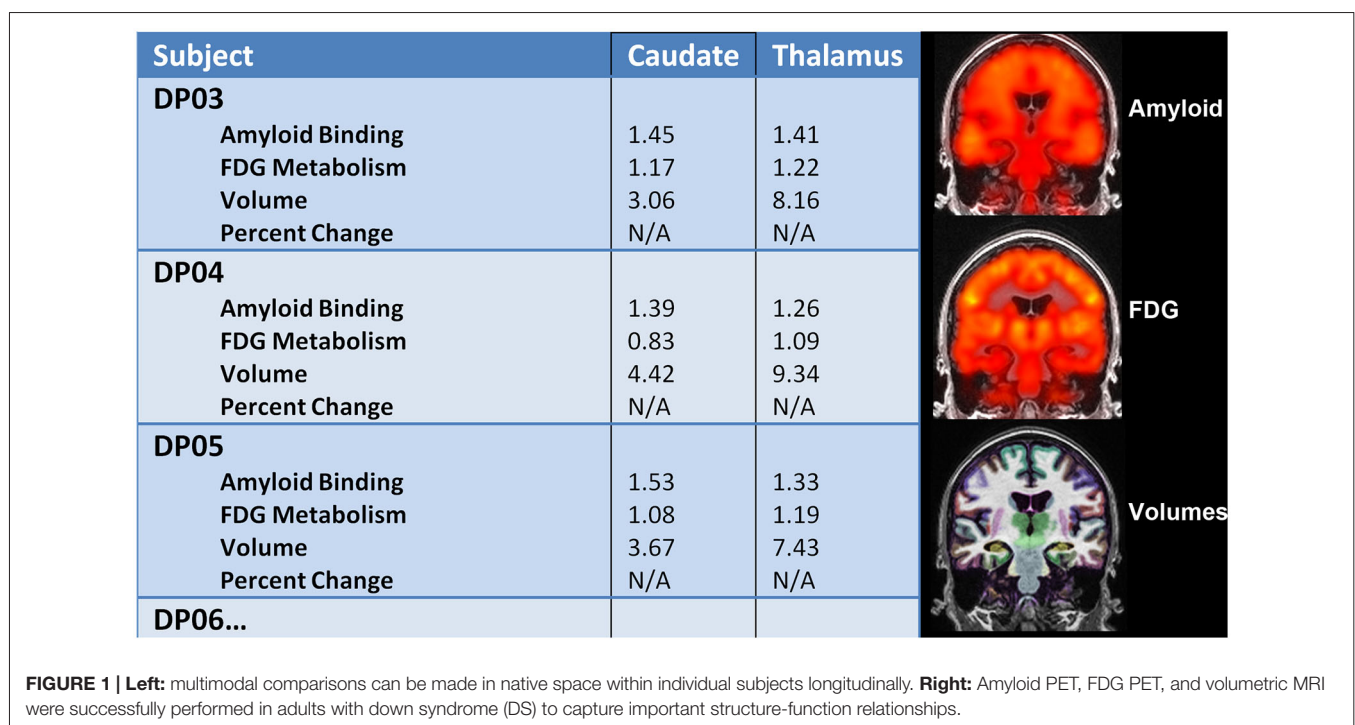 Subject Caudate Thalamus
DP03
Amyloid Binding 1.45 1.41
FDG Metabolism 1.17 1.22
Volume 3.06 8.16
Percent Change N/A N/A
DP04
Amyloid Binding 1.39 1.26
FDG Metabolism 0.83 1.09
Volume 4.42 9.34
Percent Change N/A N/A
DP05
Amyloid Binding 1.53 1.33
FDG Metabolism 1.08 1.19
Volume 3.67 7.43
Percent Change N/A N/A
DP06...
Amyloid
FDG
Volumes
FIGURE 1 | Left: multimodal comparisons can be made in native space within individual subjects longitudinally. Right: Amyloid PET, FDG PET, and volumetric MRI
were successfully performed in adults with down syndrome (DS) to capture important structure-function relationships.